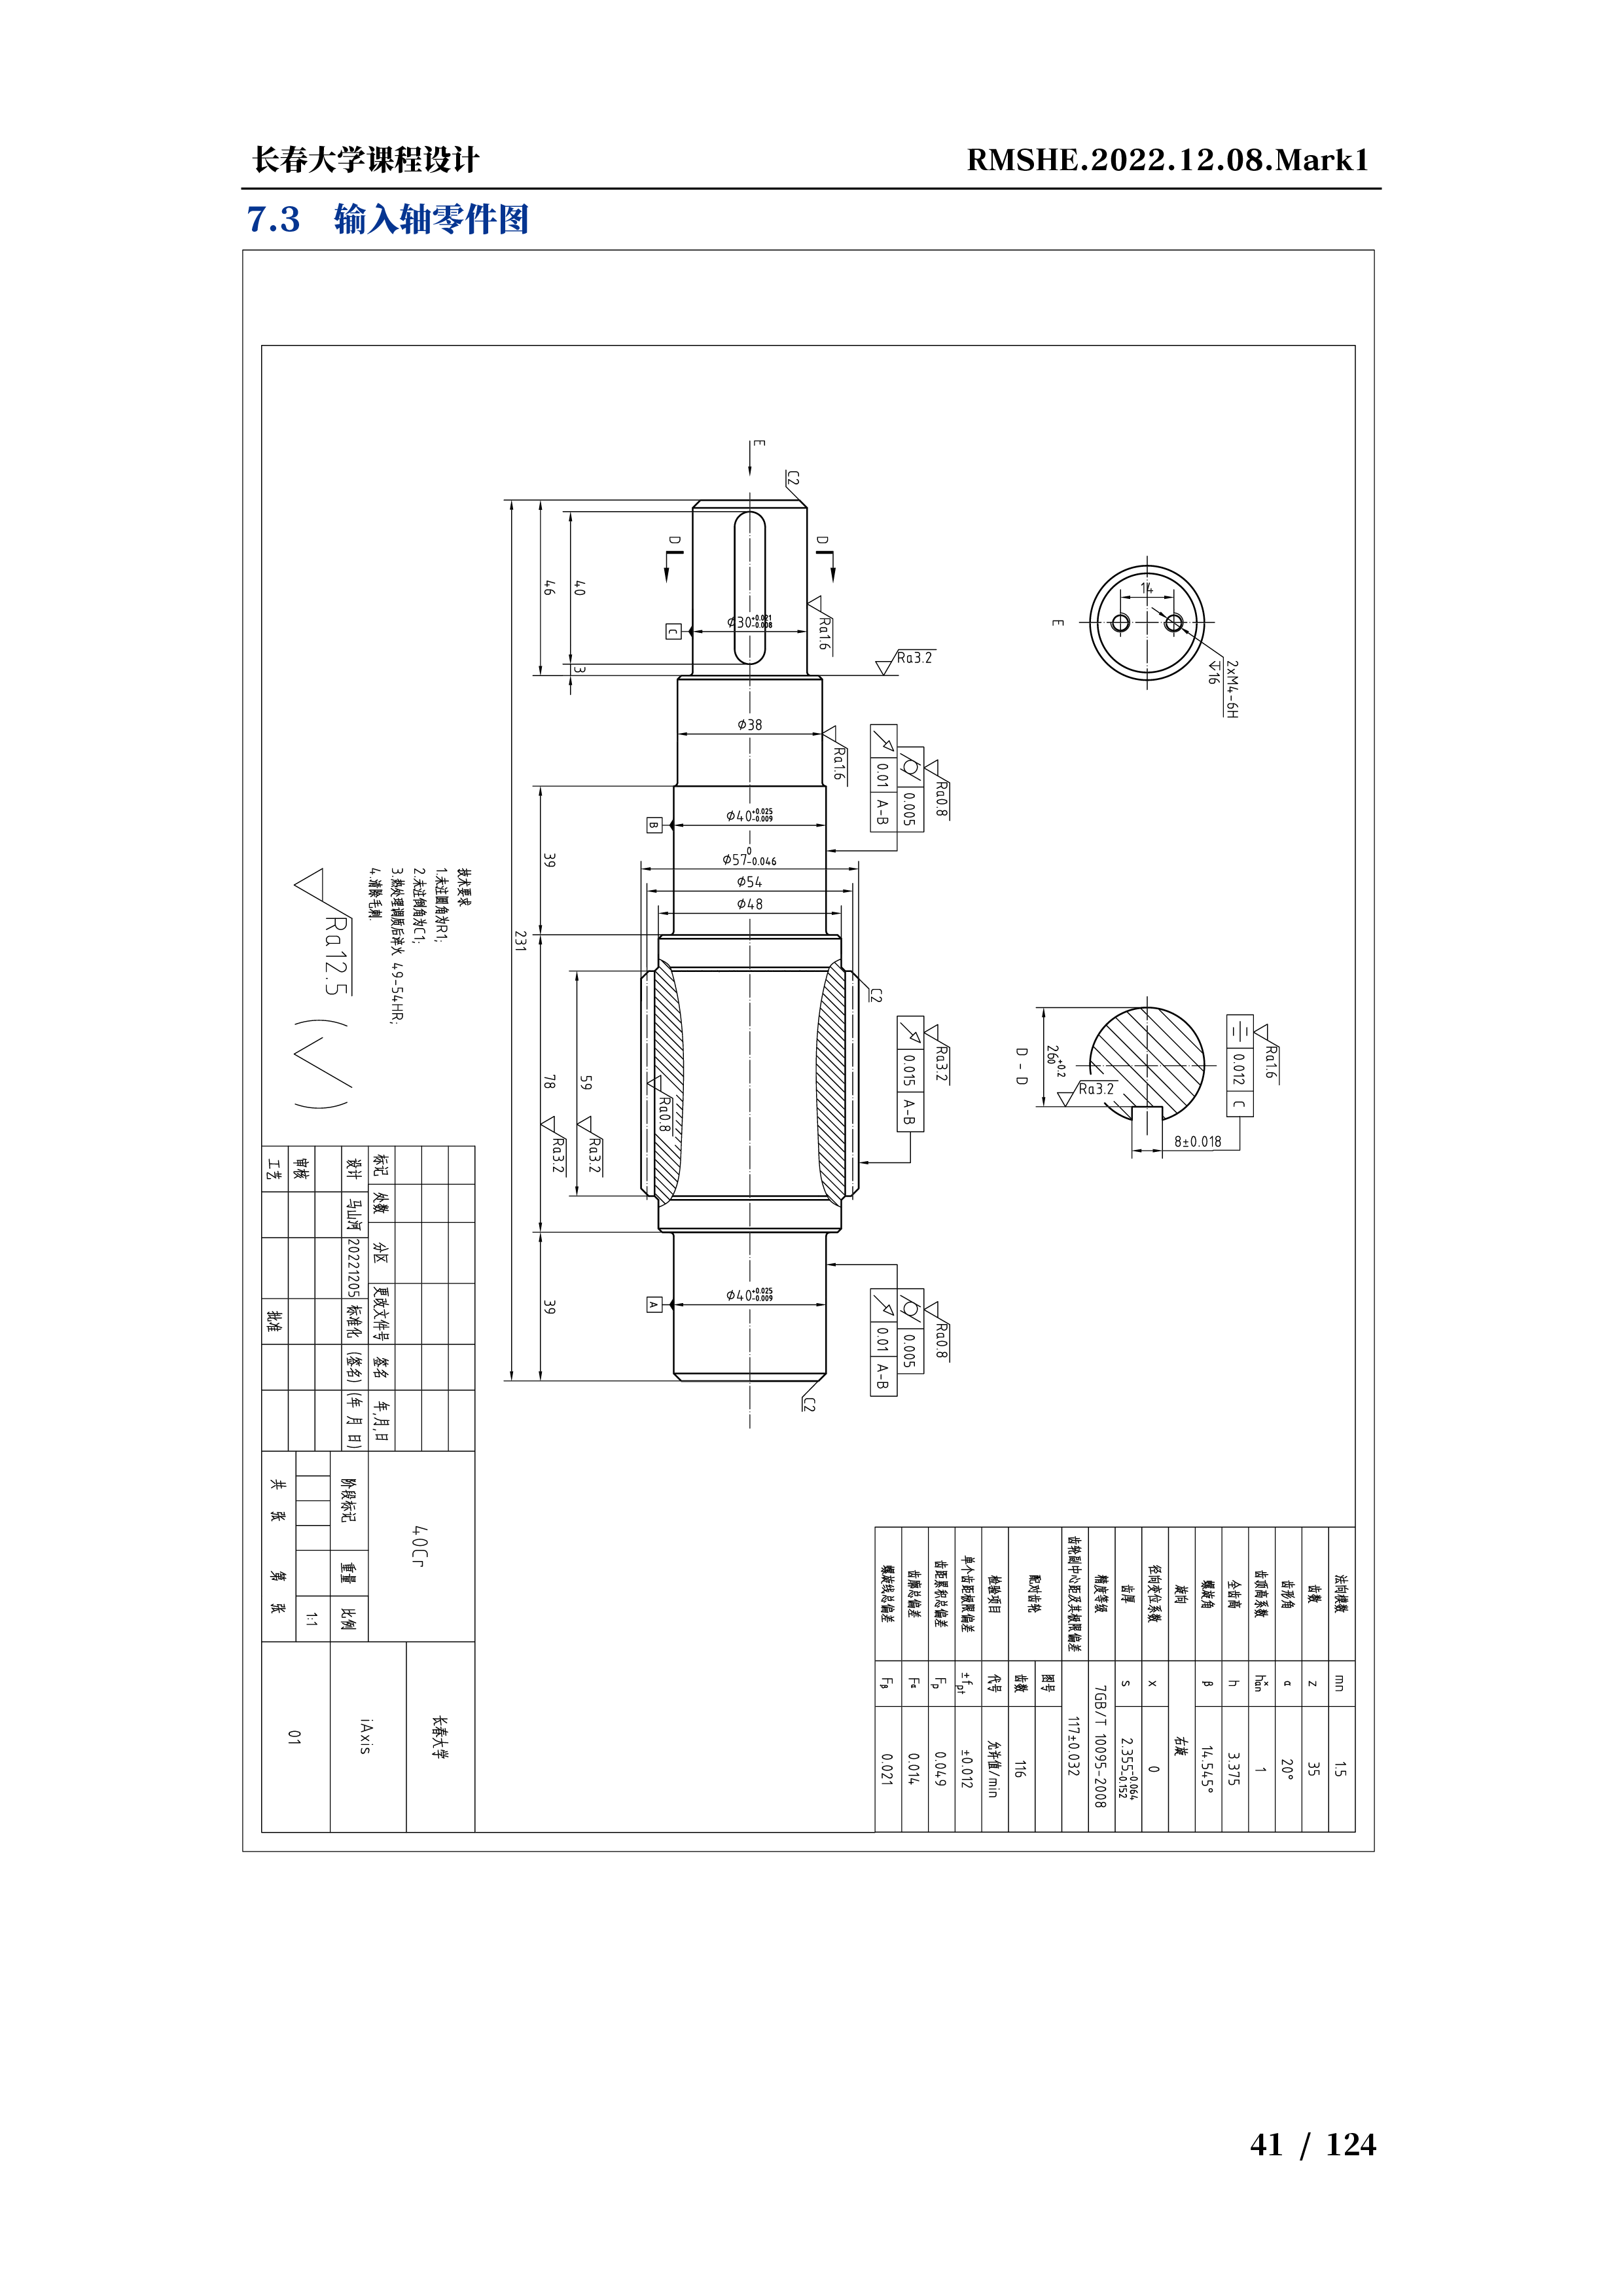 长春大学课程设计
RMSHE.2022.12.08.Mark1
7.3 输入轴零件图
E
C2
D
D
Ra1.6
Ø30+0.021 -0.008
C
Ra3.2
40
46
3
Ø38
Ra1.6
Ra0.8
0.005
0.01 A-B
Ø40+0.025 -0.009
B
Ø57 0 -0.046
Ø54
Ø48
39
231
C2
Ra3.2
0.015 A-B
Ra0.8
59
78
Ra3.2
Ra3.2
Ra0.8
0.005
0.01 A-B
Ø40+0.025 -0.009
A
39
C2
14
E
2xM4-6H
16
Ra1.6
0.012 C
8±0.018
26 +0.2 0
Ra3.2
D - D
技术要求
1.未注圆角为R1;
2.未注倒角为C1;
3.热处理调质后淬火 49-54HR;
4.清除毛刺.
Ra12.5 ( )
法向模数 mn 1.5
齿数 z 35
齿形角 α 20°
齿顶高系数 h*an 1
全齿高 h 3.375
螺旋角 β 14.545°
旋向 右旋
径向变位系数 x 0
齿厚 s 2.355-0.064 -0.152
精度等级 7GB/T 10095-2008
齿轮副中心距及其极限偏差 117±0.032
配对齿轮 图号
齿数 116
检验项目 代号 允许值/min
单个齿距极限偏差 ±fpt ±0.012
齿距累积总偏差 Fp 0.049
齿廓总偏差 Fα 0.014
螺旋线总偏差 Fβ 0.021
标记 处数 分区 更改文件号 签名 年,月,日
设计 马山河 20221205 标准化 (签名) (年 月 日)
审核
工艺 批准
40Cr
阶段标记 重量 比例
1:1
共 张 第 张
长春大学
iAxis
01
41 / 124